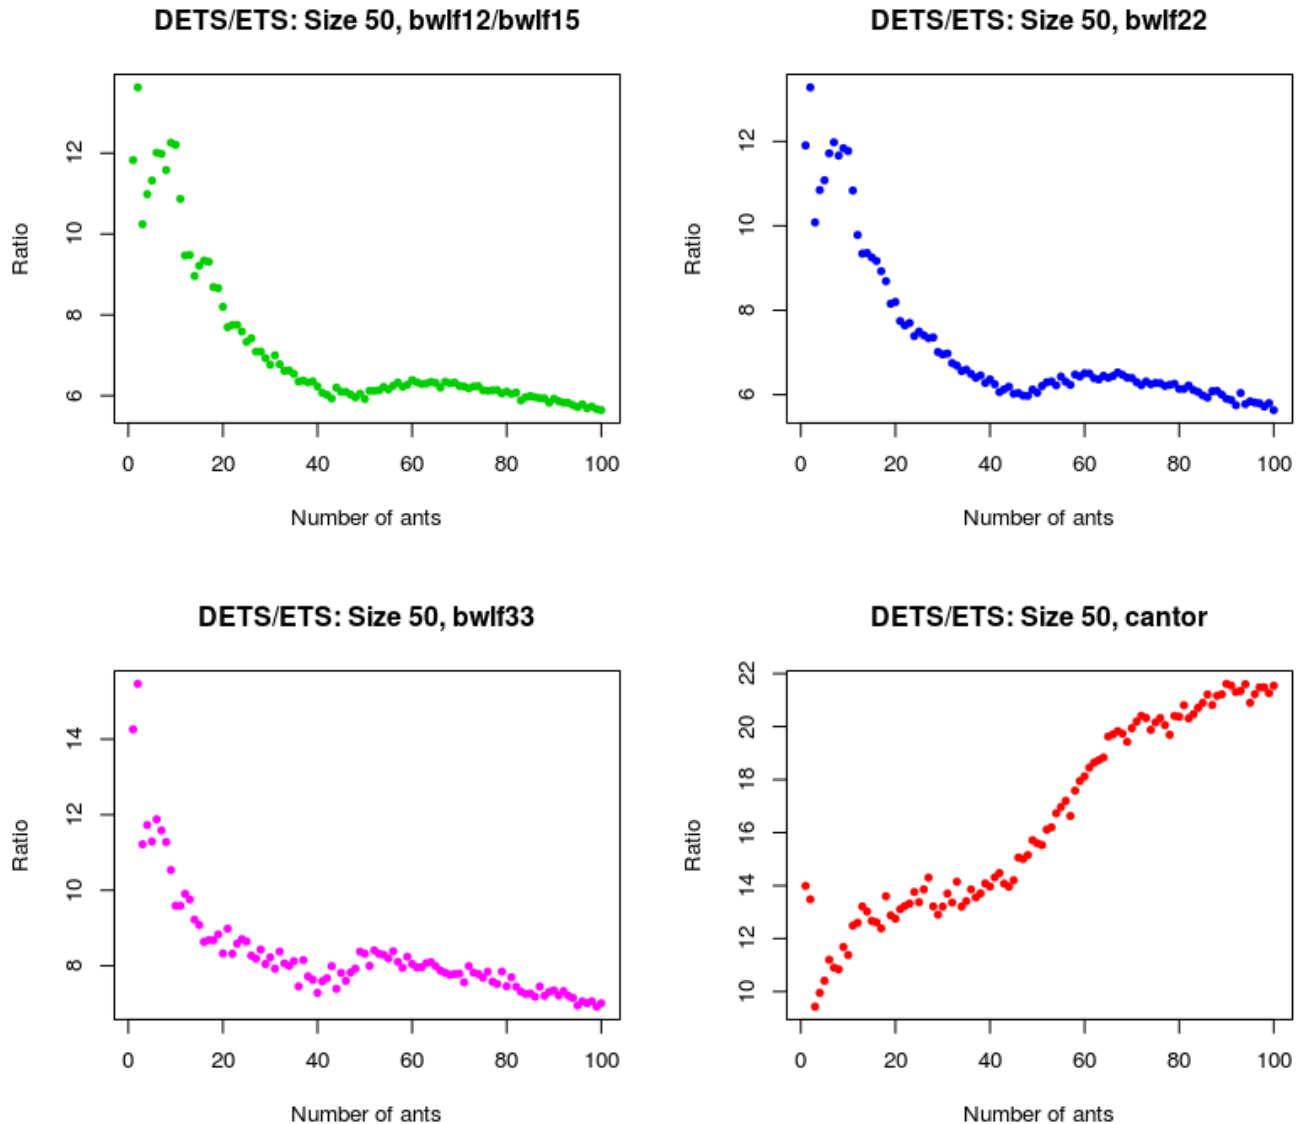 DETS/ETS: Size 50, bwlf12/bwlf15
Ratio
12
10
8
6
0 20 40 60 80 100
Number of ants
DETS/ETS: Size 50, bwlf22
Ratio
12
10
8
6
0 20 40 60 80 100
Number of ants
DETS/ETS: Size 50, bwlf33
Ratio
14
12
10
8
0 20 40 60 80 100
Number of ants
DETS/ETS: Size 50, cantor
Ratio
22
20
18
16
14
12
10
0 20 40 60 80 100
Number of ants